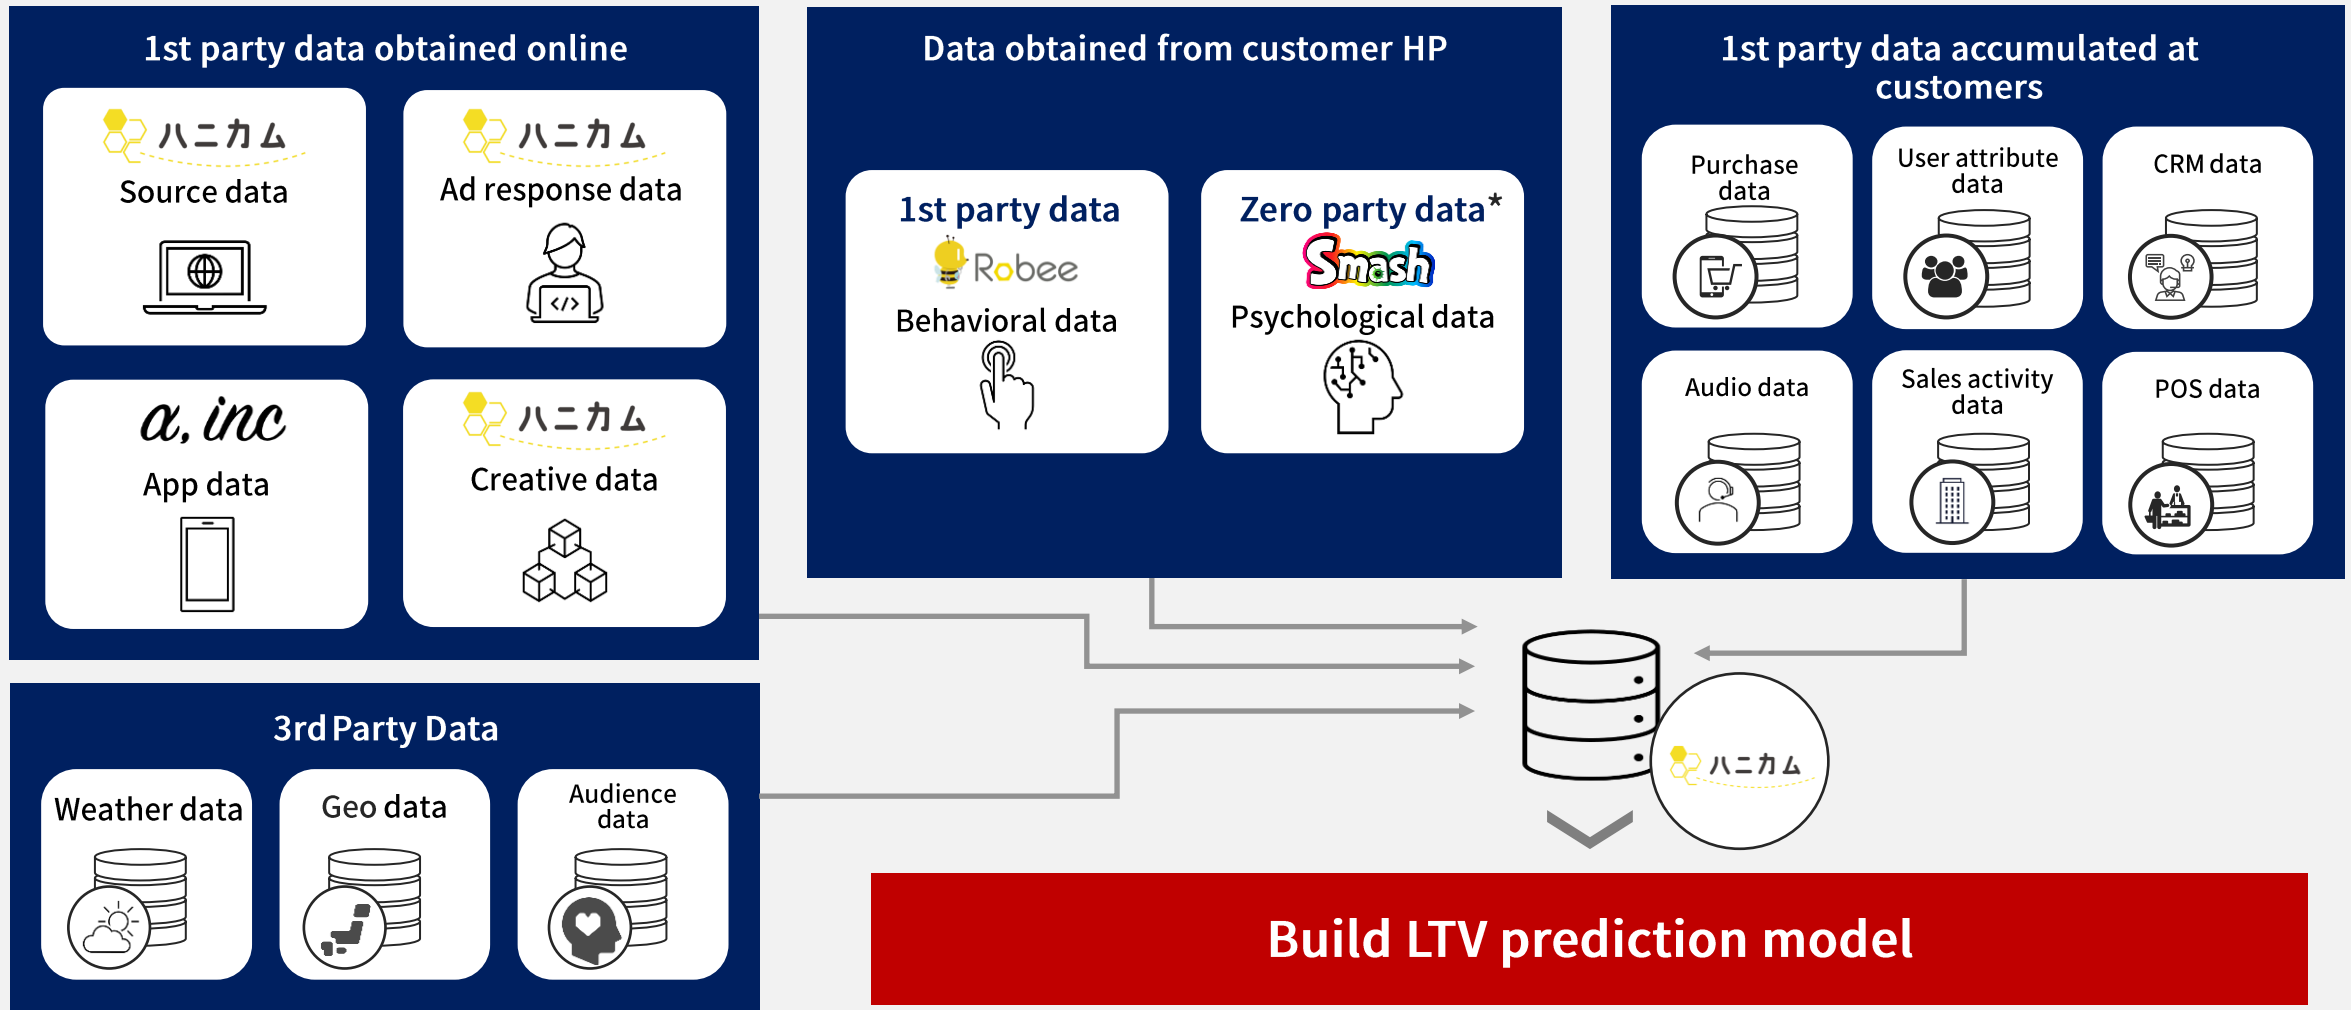 1st party data obtained online
ハニカム
Source data
ハニカム
Ad response data
α, inc
App data
ハニカム
Creative data
Data obtained from customer HP
1st party data
Robee
Behavioral data
Zero party data*
Smash
Psychological data
1st party data accumulated at
customers
Purchase
data
User attribute
data
CRM data
Audio data
Sales activity
data
POS data
3rd Party Data
Weather data
Geo data
Audience
data
ハニカム
Build LTV prediction model